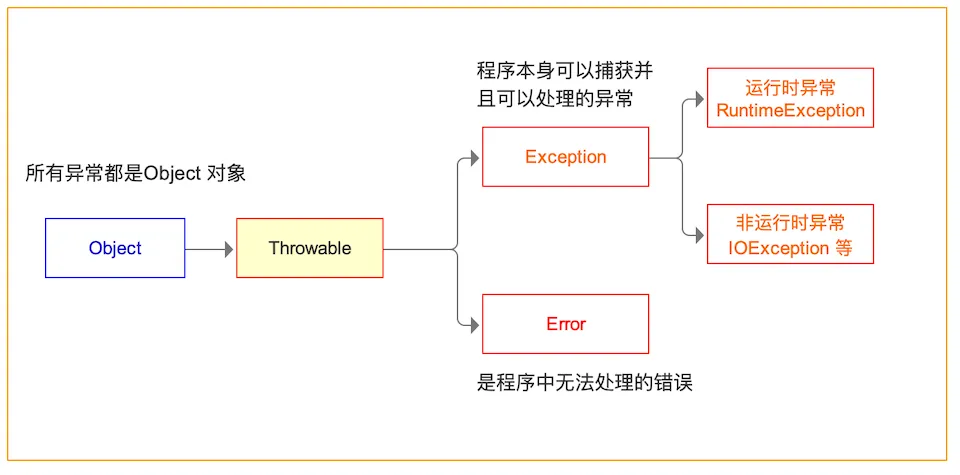 程序本身可以捕获并
且可以处理的异常
运行时异常
RuntimeException
Exception
所有异常都是Object 对象
Object
Throwable
非运行时异常
IOException 等
Error
是程序中无法处理的错误